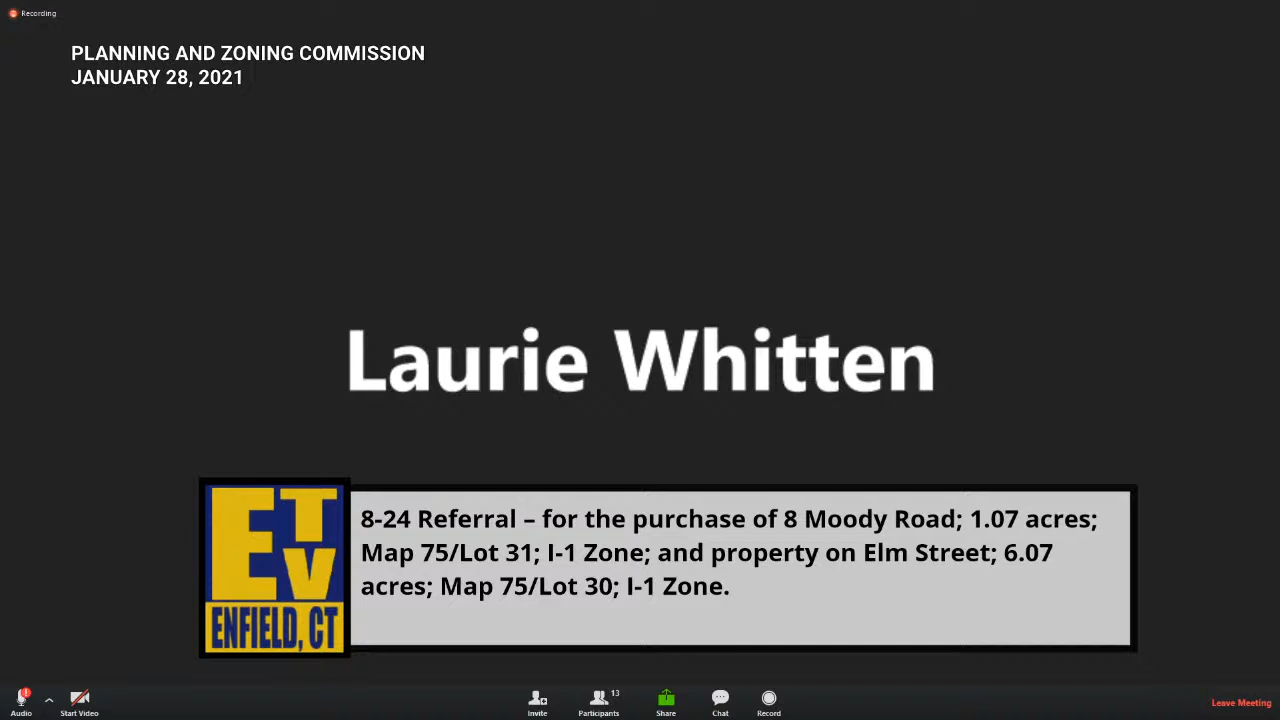 Recording
PLANNING AND ZONING COMMISSION
JANUARY 28, 2021
Laurie Whitten
ETV
ENFIELD, CT
8-24 Referral – for the purchase of 8 Moody Road; 1.07 acres;
Map 75/Lot 31; I-1 Zone; and property on Elm Street; 6.07
acres; Map 75/Lot 30; I-1 Zone.
Audio
Start Video
Invite
13
Participants
Share
Chat
Record
Leave Meeting